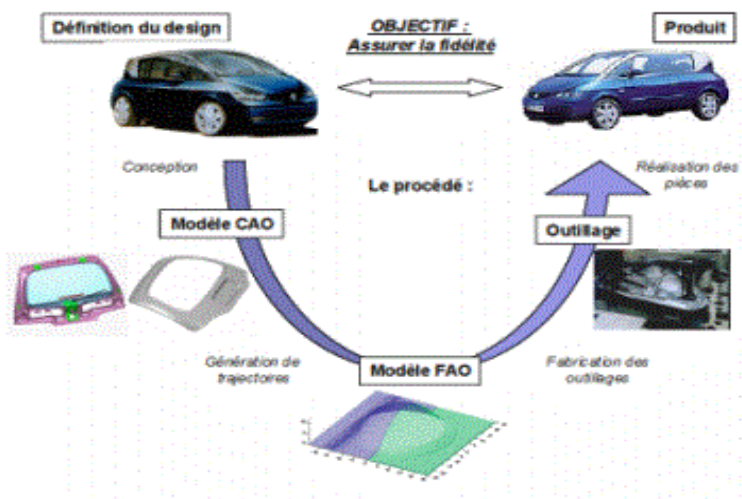 Définition du design
OBJECTIF :
Assurer la fidélité
Produit
Conception
Le procédé :
Réalisation des
pièces
Modèle CAO
Outillage
Génération de
trajectoires
Modèle FAO
Fabrication des
outillages